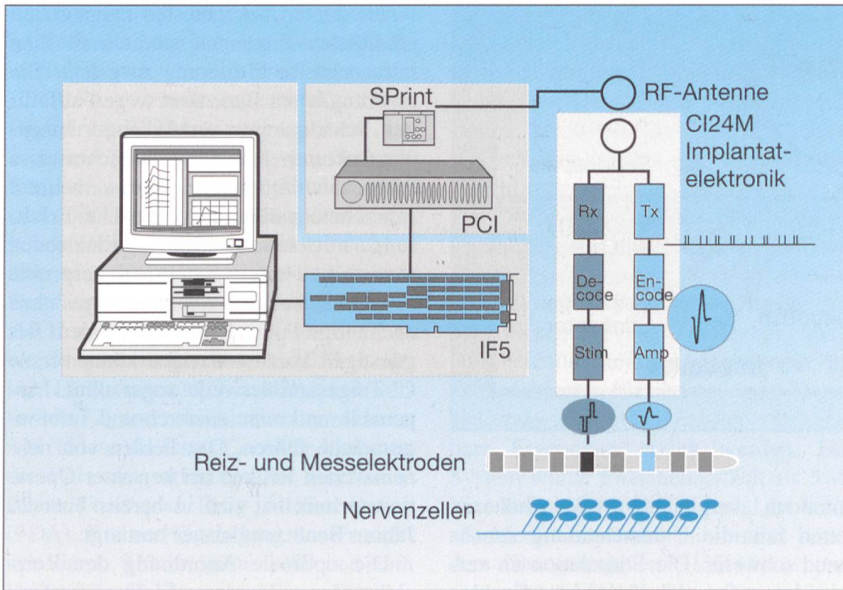 SPrint
RF-Antenne
CI24M
Implantat-
elektronik
PCI
Rx
Tx
De-
code
En-
code
IF5
Stim
Amp
Reiz- und Messelektroden
Nervenzellen